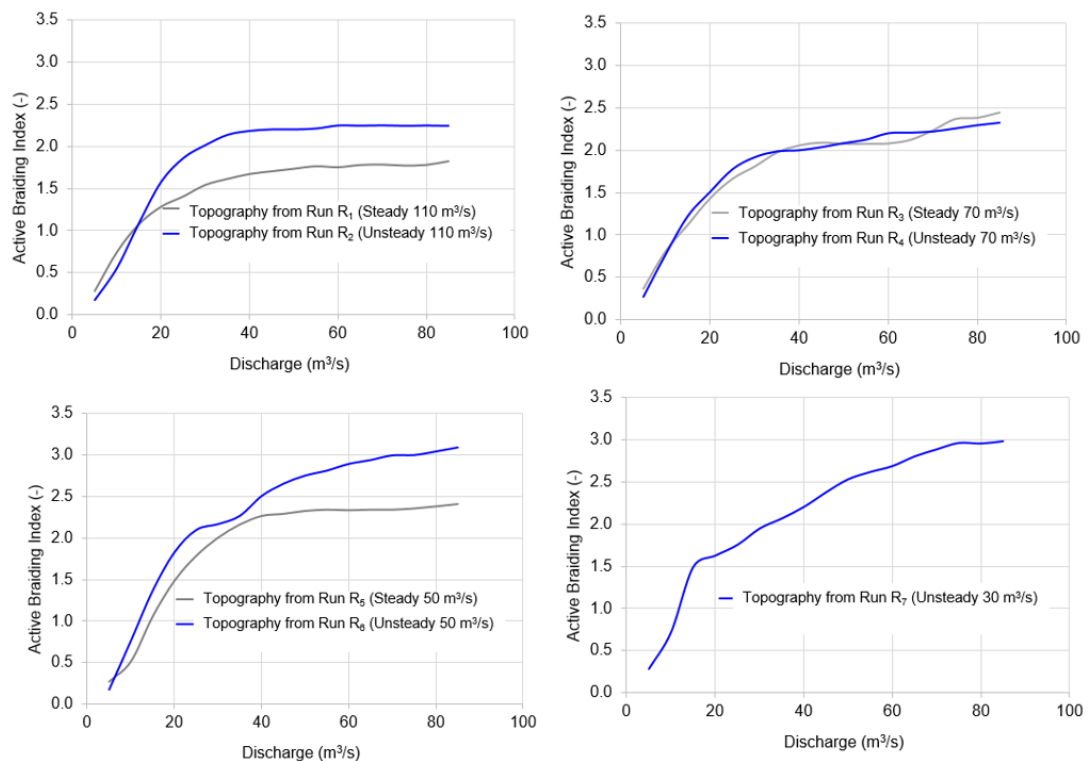 3.5
3.0
2.5
2.0
1.5
1.0
0.5
0.0
Active Braiding Index (-)
Topography from Run R₁ (Steady 110 m³/s)
Topography from Run R₂ (Unsteady 110 m³/s)
0 20 40 60 80 100
Discharge (m³/s)
3.5
3.0
2.5
2.0
1.5
1.0
0.5
0.0
Active Braiding Index (-)
Topography from Run R₃ (Steady 70 m³/s)
Topography from Run R₄ (Unsteady 70 m³/s)
0 20 40 60 80 100
Discharge (m³/s)
3.5
3.0
2.5
2.0
1.5
1.0
0.5
0.0
Active Braiding Index (-)
Topography from Run R₅ (Steady 50 m³/s)
Topography from Run R₆ (Unsteady 50 m³/s)
0 20 40 60 80 100
Discharge (m³/s)
3.5
3.0
2.5
2.0
1.5
1.0
0.5
0.0
Active Braiding Index (-)
Topography from Run R₇ (Unsteady 30 m³/s)
0 20 40 60 80 100
Discharge (m³/s)